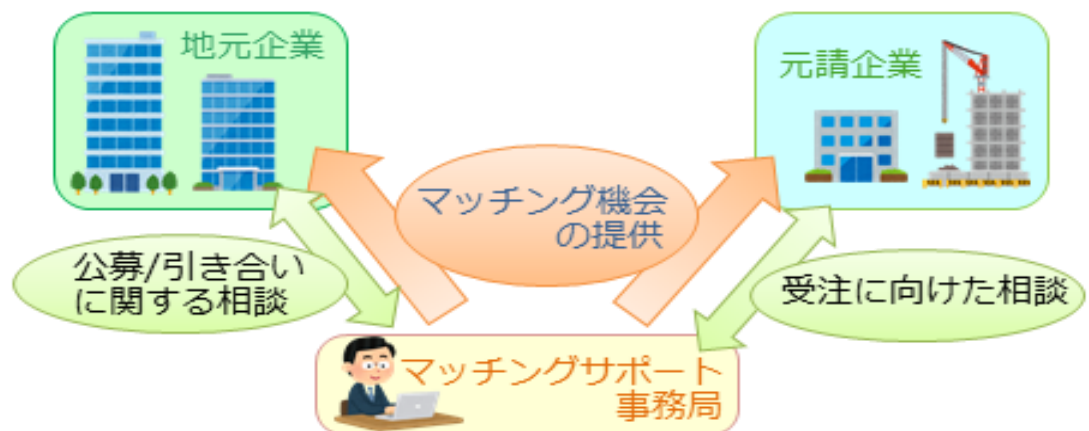 地元企業
元請企業
マッチング機会
の提供
公募/引き合い
に関する相談
受注に向けた相談
マッチングサポート
事務局